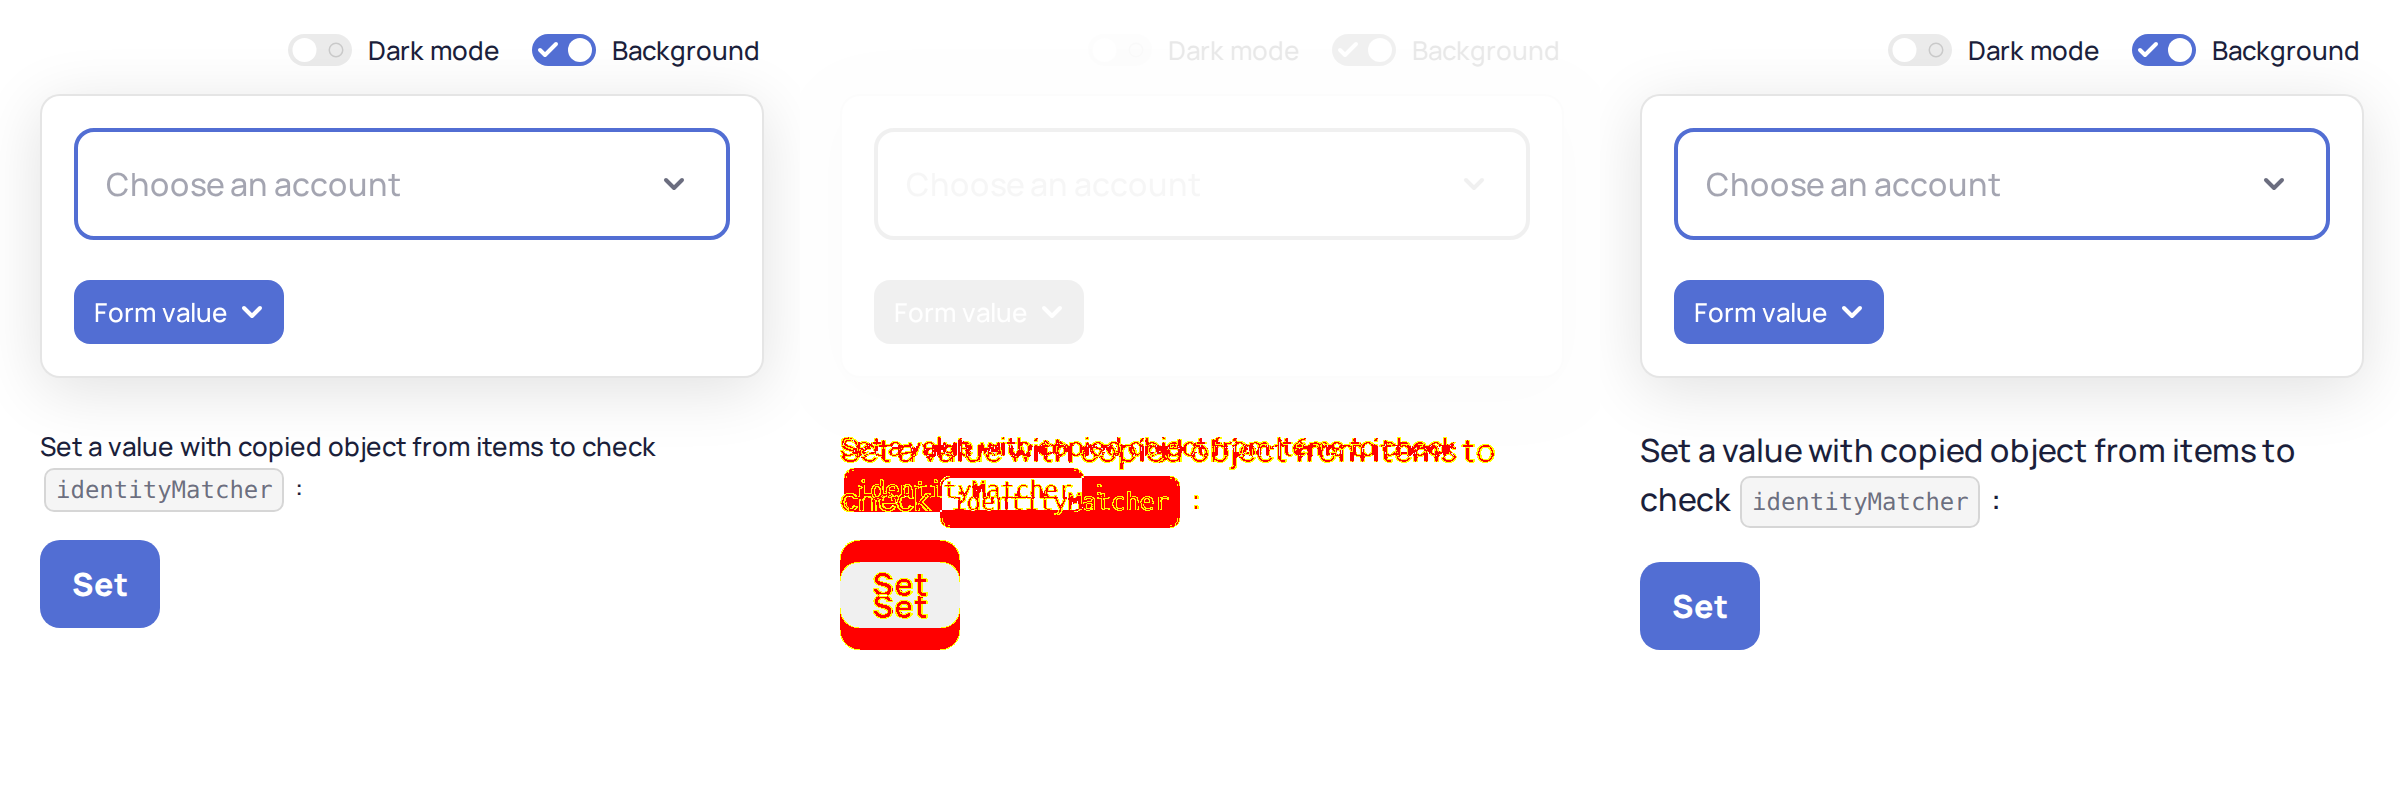 Dark mode Background
Choose an account
Form value
Set a value with copied object from items to check
identityMatcher :
Set
Dark mode Background
Choose an account
Form value
Set a value with copied object from items to
check identityMatcher :
Set
Set
Dark mode Background
Choose an account
Form value
Set a value with copied object from items to
check identityMatcher :
Set